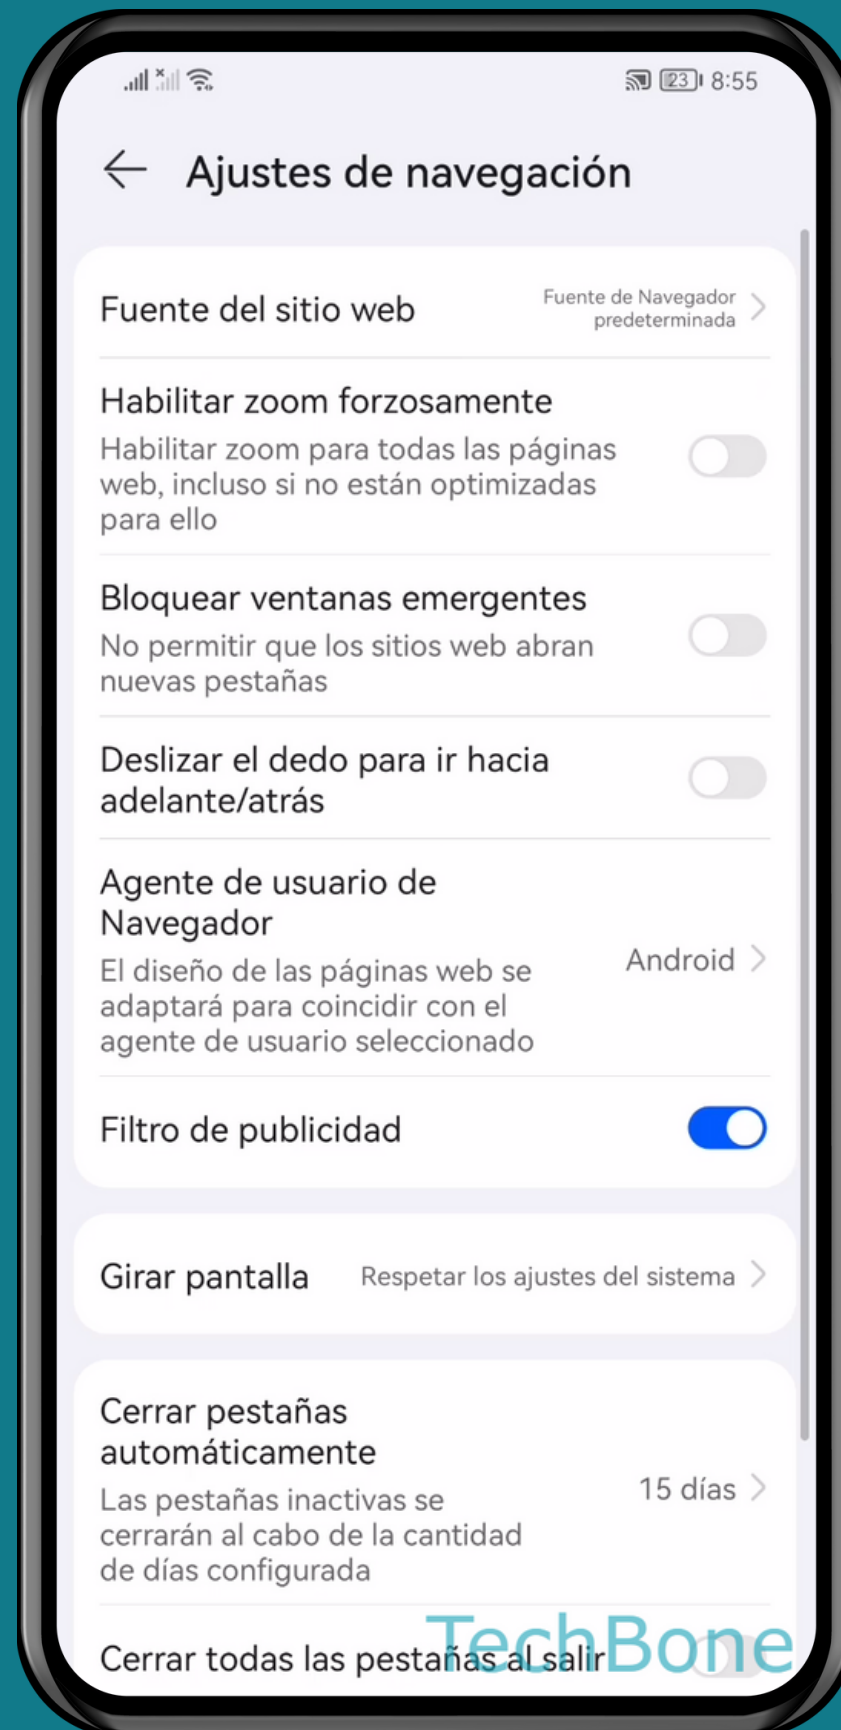 23 8:55
Ajustes de navegación
Fuente del sitio web
Fuente de Navegador
predeterminada
Habilitar zoom forzosamente
Habilitar zoom para todas las páginas
web, incluso si no están optimizadas
para ello
Bloquear ventanas emergentes
No permitir que los sitios web abran
nuevas pestañas
Deslizar el dedo para ir hacia
adelante/atrás
Agente de usuario de
Navegador
El diseño de las páginas web se
adaptará para coincidir con el
agente de usuario seleccionado
Android
Filtro de publicidad
Girar pantalla Respetar los ajustes del sistema
Cerrar pestañas
automáticamente
Las pestañas inactivas se
cerrarán al cabo de la cantidad
de días configurada
15 días
Cerrar todas las pestañas al salir
TechBone